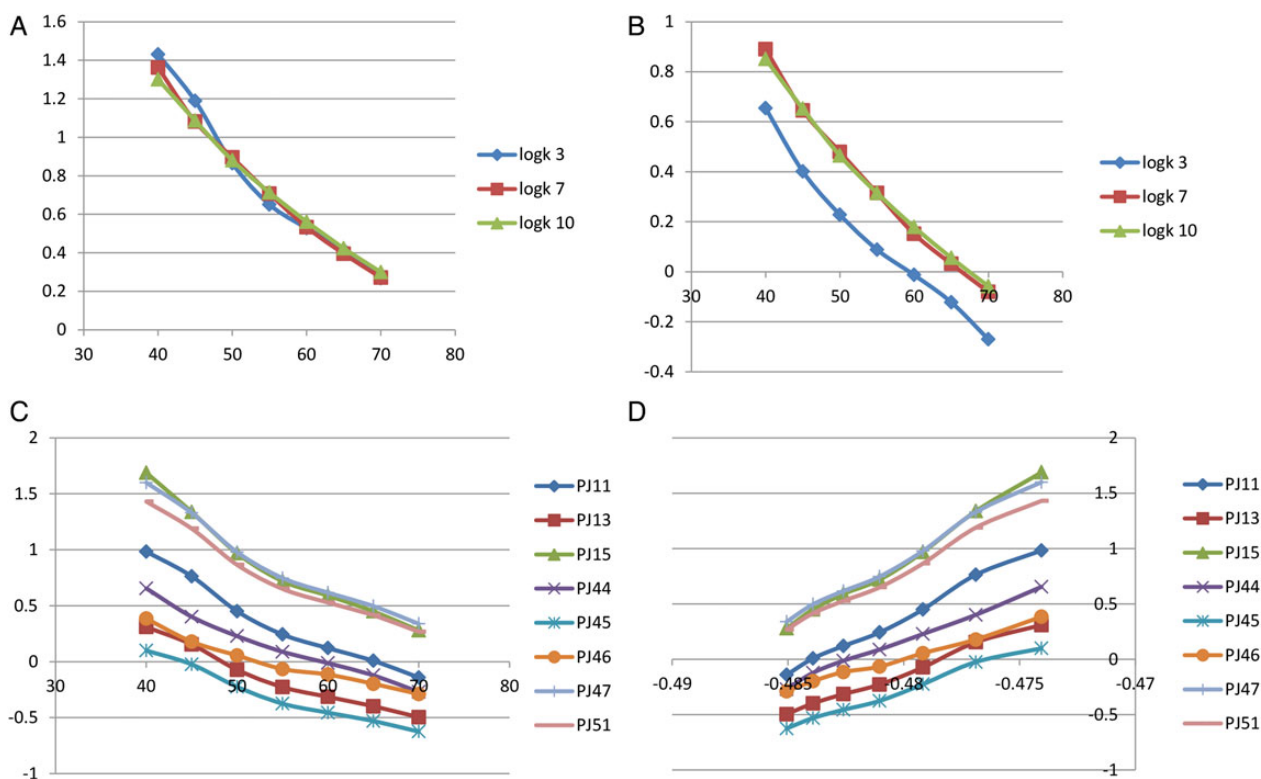 A
1.6
1.4
1.2
1
0.8
0.6
0.4
0.2
0
30 40 50 60 70 80
logk 3
logk 7
logk 10
B
1
0.8
0.6
0.4
0.2
0
-0.2
-0.4
30 40 50 60 70 80
logk 3
logk 7
logk 10
C
2
1.5
1
0.5
0
-0.5
-1
30 40 50 60 70 80
PJ11
PJ13
PJ15
PJ44
PJ45
PJ46
PJ47
PJ51
D
2
1.5
1
0.5
0
-0.5
-1
-0.49 -0.485 -0.48 -0.475 -0.47
PJ11
PJ13
PJ15
PJ44
PJ45
PJ46
PJ47
PJ51